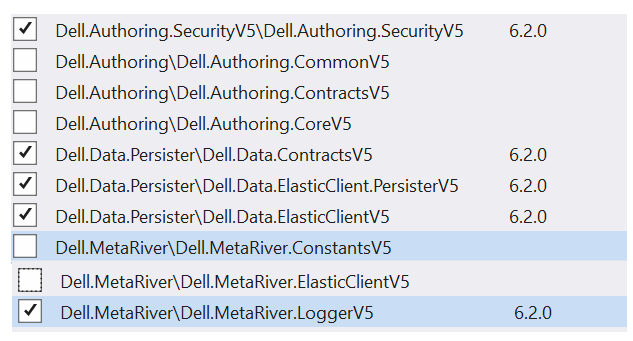 Dell.Authoring.SecurityV5\Dell.Authoring.SecurityV5 6.2.0
Dell.Authoring\Dell.Authoring.CommonV5
Dell.Authoring\Dell.Authoring.ContractsV5
Dell.Authoring\Dell.Authoring.CoreV5
Dell.Data.Persister\Dell.Data.ContractsV5 6.2.0
Dell.Data.Persister\Dell.Data.ElasticClient.PersisterV5 6.2.0
Dell.Data.Persister\Dell.Data.ElasticClientV5 6.2.0
Dell.MetaRiver\Dell.MetaRiver.ConstantsV5
Dell.MetaRiver\Dell.MetaRiver.ElasticClientV5
Dell.MetaRiver\Dell.MetaRiver.LoggerV5 6.2.0